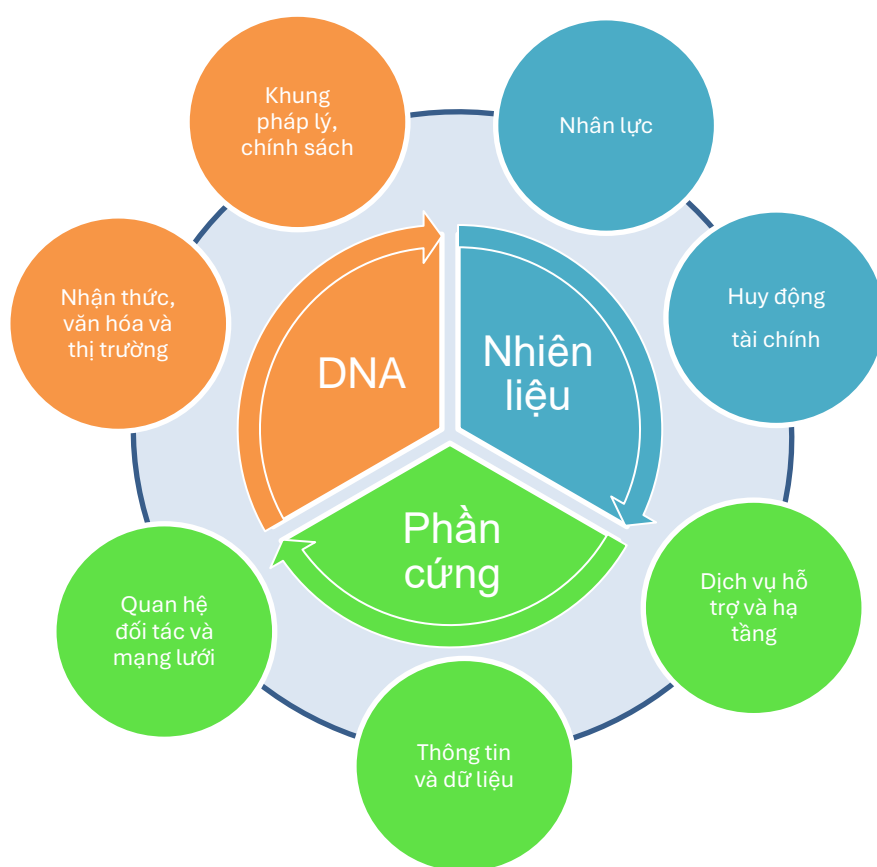 Khung
pháp lý,
chính sách
Nhân lực
Nhận thức,
văn hóa và
thị trường
Huy động
tài chính
DNA
Nhiên
liệu
Phần
cứng
Quan hệ
đối tác và
mạng lưới
Dịch vụ hỗ
trợ và hạ
tầng
Thông tin
và dữ liệu